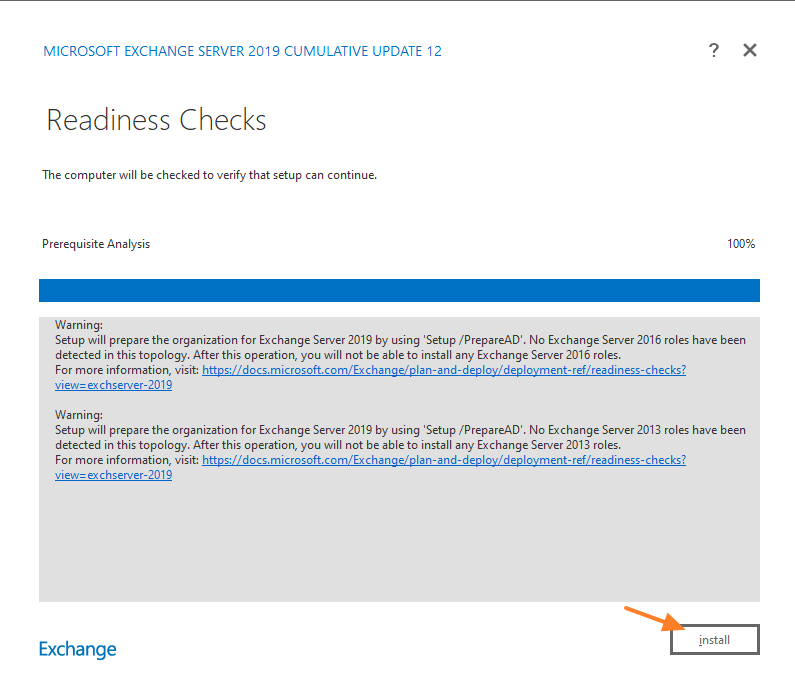 MICROSOFT EXCHANGE SERVER 2019 CUMULATIVE UPDATE 12
? ✕
Readiness Checks
The computer will be checked to verify that setup can continue.
Prerequisite Analysis 100%
Warning:
Setup will prepare the organization for Exchange Server 2019 by using 'Setup /PrepareAD'. No Exchange Server 2016 roles have been
detected in this topology. After this operation, you will not be able to install any Exchange Server 2016 roles.
For more information, visit: https://docs.microsoft.com/Exchange/plan-and-deploy/deployment-ref/readiness-checks?
view=exchserver-2019
Warning:
Setup will prepare the organization for Exchange Server 2019 by using 'Setup /PrepareAD'. No Exchange Server 2013 roles have been
detected in this topology. After this operation, you will not be able to install any Exchange Server 2013 roles.
For more information, visit: https://docs.microsoft.com/Exchange/plan-and-deploy/deployment-ref/readiness-checks?
view=exchserver-2019
Exchange
install